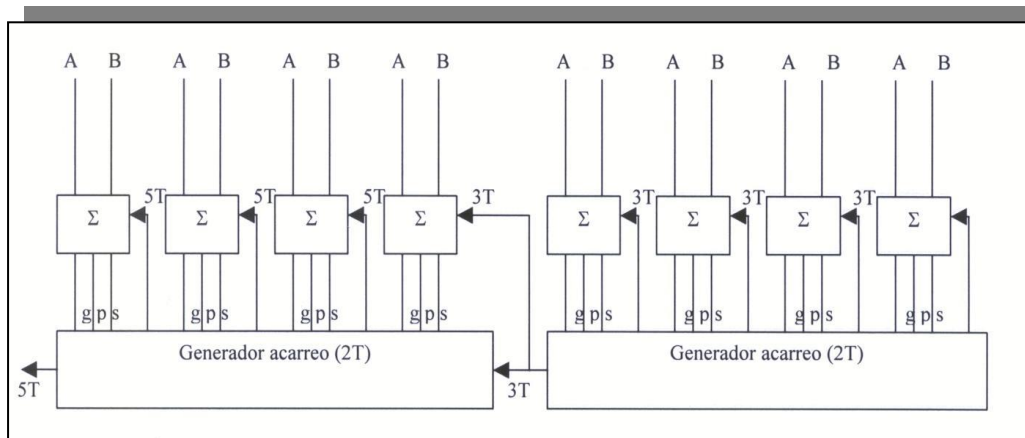 A B A B A B A B A B A B A B A B
5T 5T 5T 3T 3T 3T 3T
Σ Σ Σ Σ Σ Σ Σ Σ
g p s g p s g p s g p s g p s g p s g p s g p s
Generador acarreo (2T) Generador acarreo (2T)
5T 3T